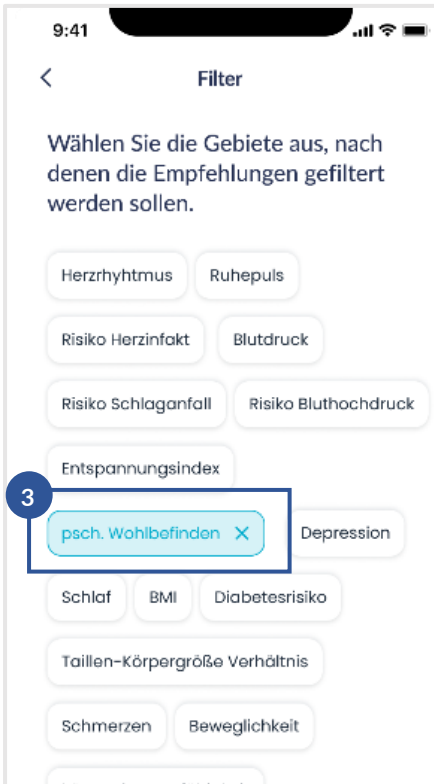 9:41
Filter
Wählen Sie die Gebiete aus, nach
denen die Empfehlungen gefiltert
werden sollen.
Herzrhyhtmus Ruhepuls
Risiko Herzinfakt Blutdruck
Risiko Schlaganfall Risiko Bluthochdruck
Entspannungsindex
3
psch. Wohlbefinden Depression
Schlaf BMI Diabetesrisiko
Taillen-Körpergröße Verhältnis
Schmerzen Beweglichkeit